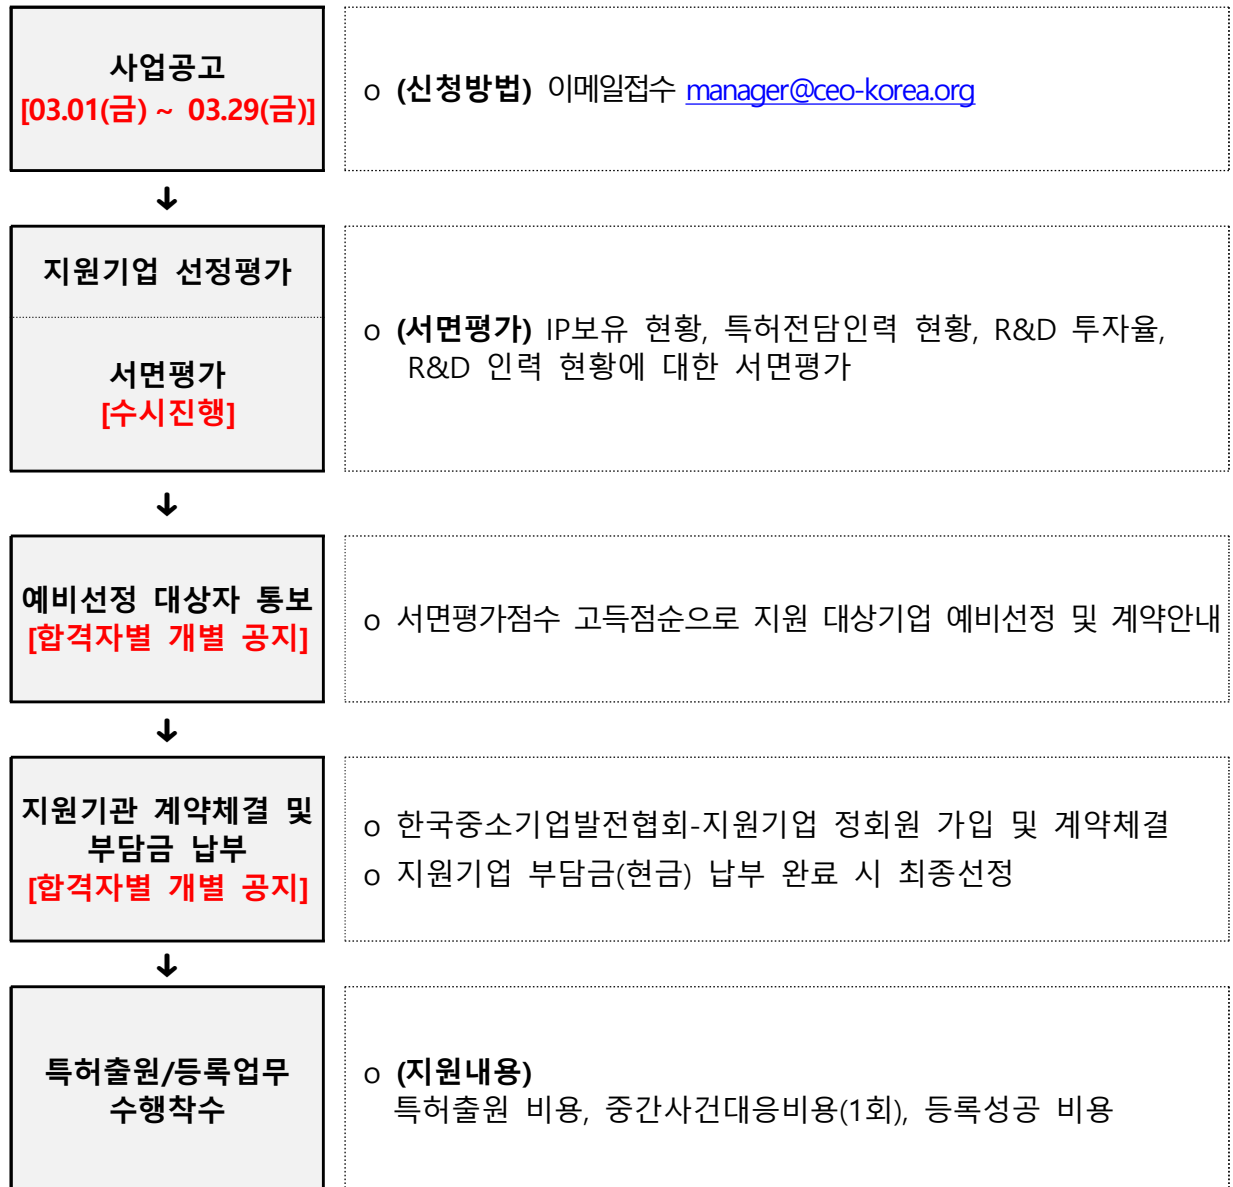 사업공고
[03.01(금) ~ 03.29(금)]
o (신청방법) 이메일접수 manager@ceo-korea.org
↓
지원기업 선정평가
서면평가
[수시진행]
o (서면평가) IP보유 현황, 특허전담인력 현황, R&D 투자율,
R&D 인력 현황에 대한 서면평가
↓
예비선정 대상자 통보
[합격자별 개별 공지]
o 서면평가점수 고득점순으로 지원 대상기업 예비선정 및 계약안내
↓
지원기관 계약체결 및
부담금 납부
[합격자별 개별 공지]
o 한국중소기업발전협회-지원기업 정회원 가입 및 계약체결
o 지원기업 부담금(현금) 납부 완료 시 최종선정
↓
특허출원/등록업무
수행착수
o (지원내용)
특허출원 비용, 중간사건대응비용(1회), 등록성공 비용